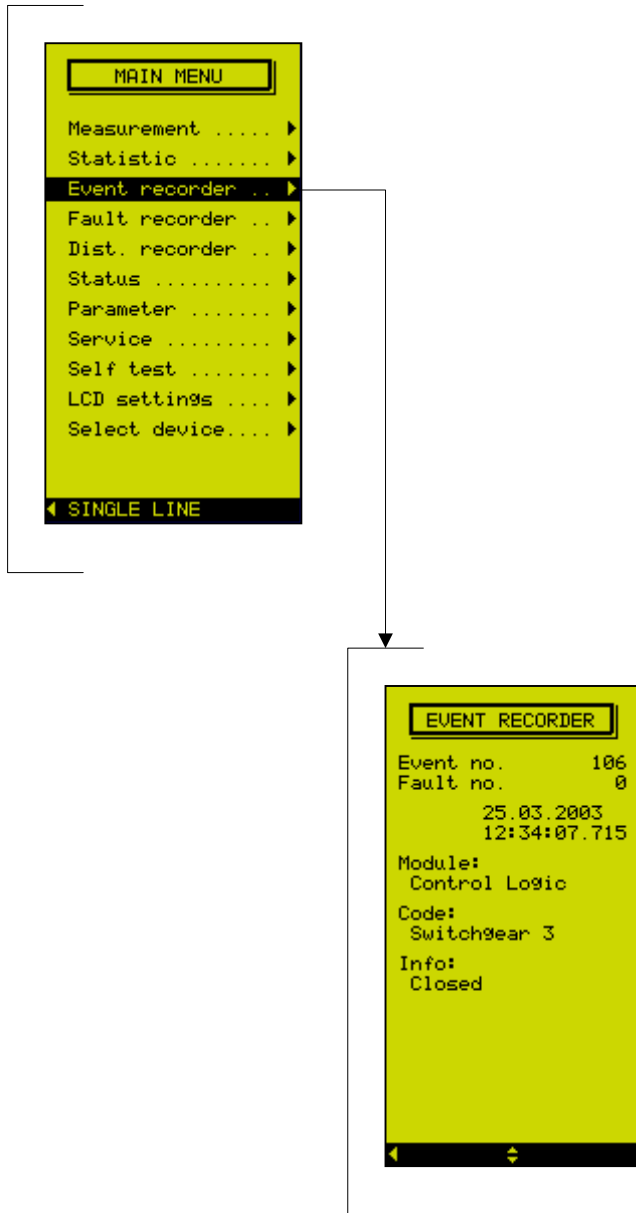 MAIN MENU
Measurement ..... ▶
Statistic ....... ▶
Event recorder .. ▶
Fault recorder .. ▶
Dist. recorder .. ▶
Status .......... ▶
Parameter ....... ▶
Service ......... ▶
Self test ....... ▶
LCD settings .... ▶
Select device.... ▶
◀ SINGLE LINE
EVENT RECORDER
Event no. 106
Fault no. 0
25.03.2003
12:34:07.715
Module:
Control Logic
Code:
Switchgear 3
Info:
Closed